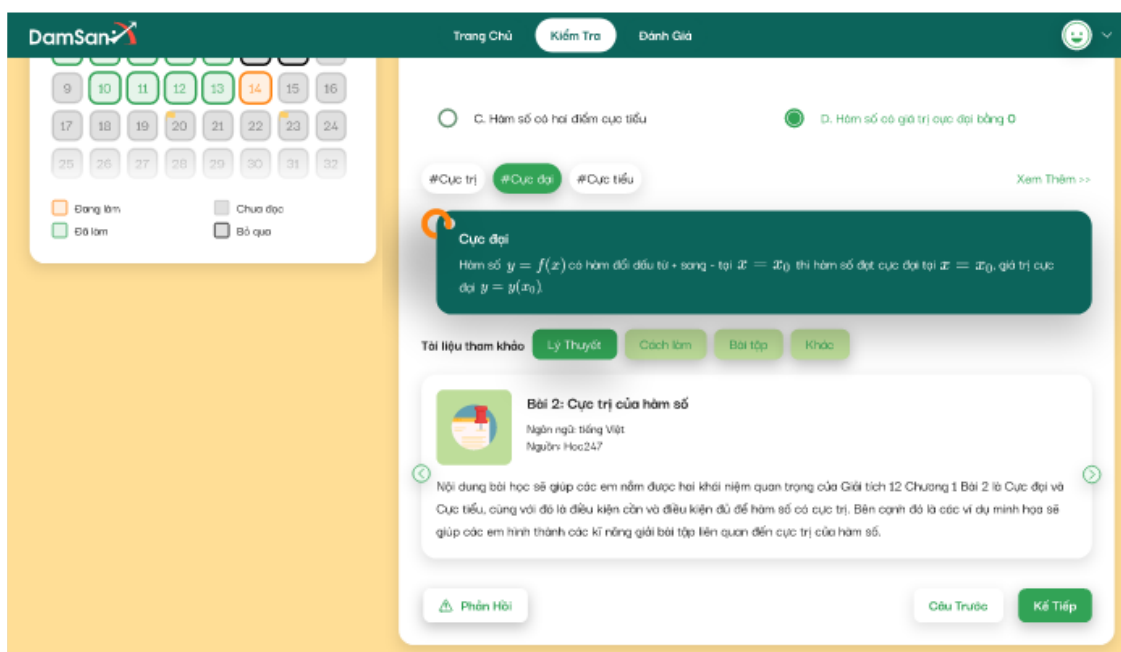 DamSan
Trang Chủ Kiểm Tra Đánh Giá
9 10 11 12 13 14 15 16
17 18 19 20 21 22 23 24
25 26 27 28 29 30 31 32
Đang làm Chưa đọc
Đã làm Bỏ qua
C. Hàm số có hai điểm cực tiểu D. Hàm số có giá trị cực đại bằng 0
#Cực trị #Cực đại #Cực tiểu Xem Thêm >>
Cực đại
Hàm số y = f(x) có hàm đổi dấu từ + sang - tại x = x₀ thì hàm số đạt cực đại tại x = x₀, giá trị cực
đại y = y(x₀).
Tài liệu tham khảo Lý Thuyết Cách làm Bài tập Khác
Bài 2: Cực trị của hàm số
Ngôn ngữ: tiếng Việt
Nguồn: Hoc247
Nội dung bài học sẽ giúp các em nắm được hai khái niệm quan trọng của Giải tích 12 Chương 1 Bài 2 là Cực đại và
Cực tiểu, cùng với đó là điều kiện cần và điều kiện đủ để hàm số có cực trị. Bên cạnh đó là các ví dụ minh họa sẽ
giúp các em hình thành các kĩ năng giải bài tập liên quan đến cực trị của hàm số.
Phản Hồi Câu Trước Kế Tiếp